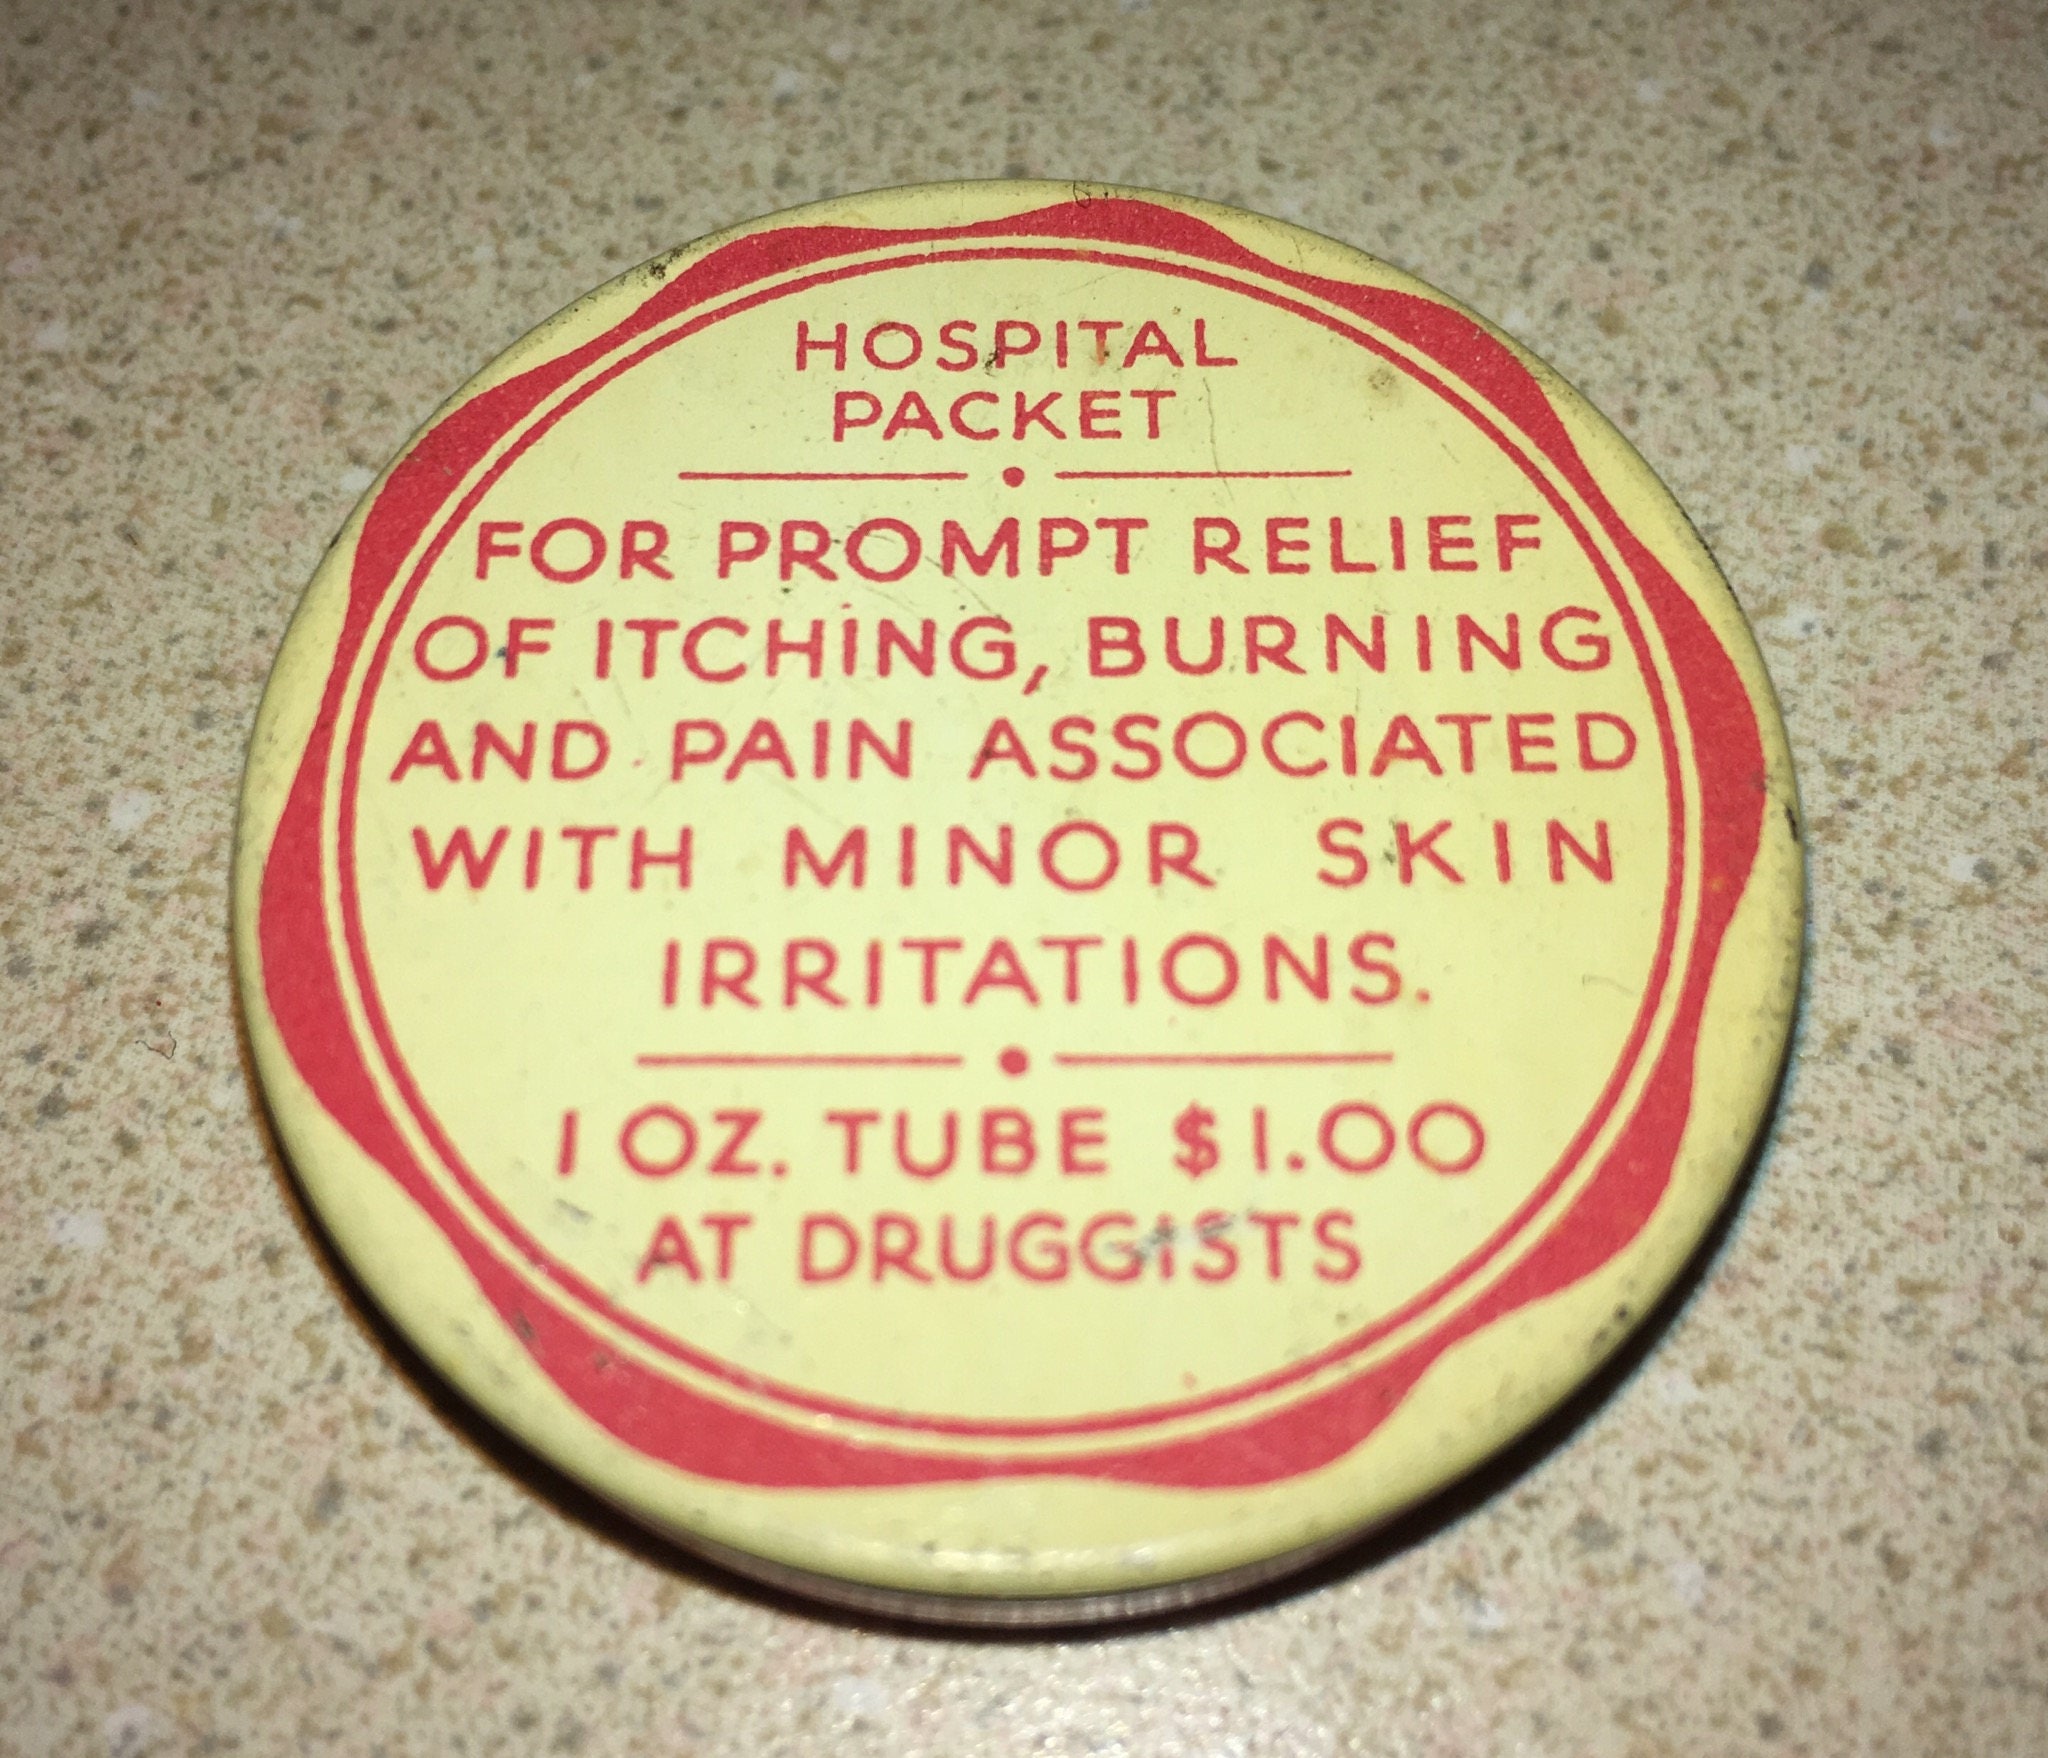 HOSPITAL
PACKET
FOR PROMPT RELIEF
OF ITCHING, BURNING
AND PAIN ASSOCIATED
WITH MINOR SKIN
IRRITATIONS.
1 OZ. TUBE $1.00
AT DRUGGISTS